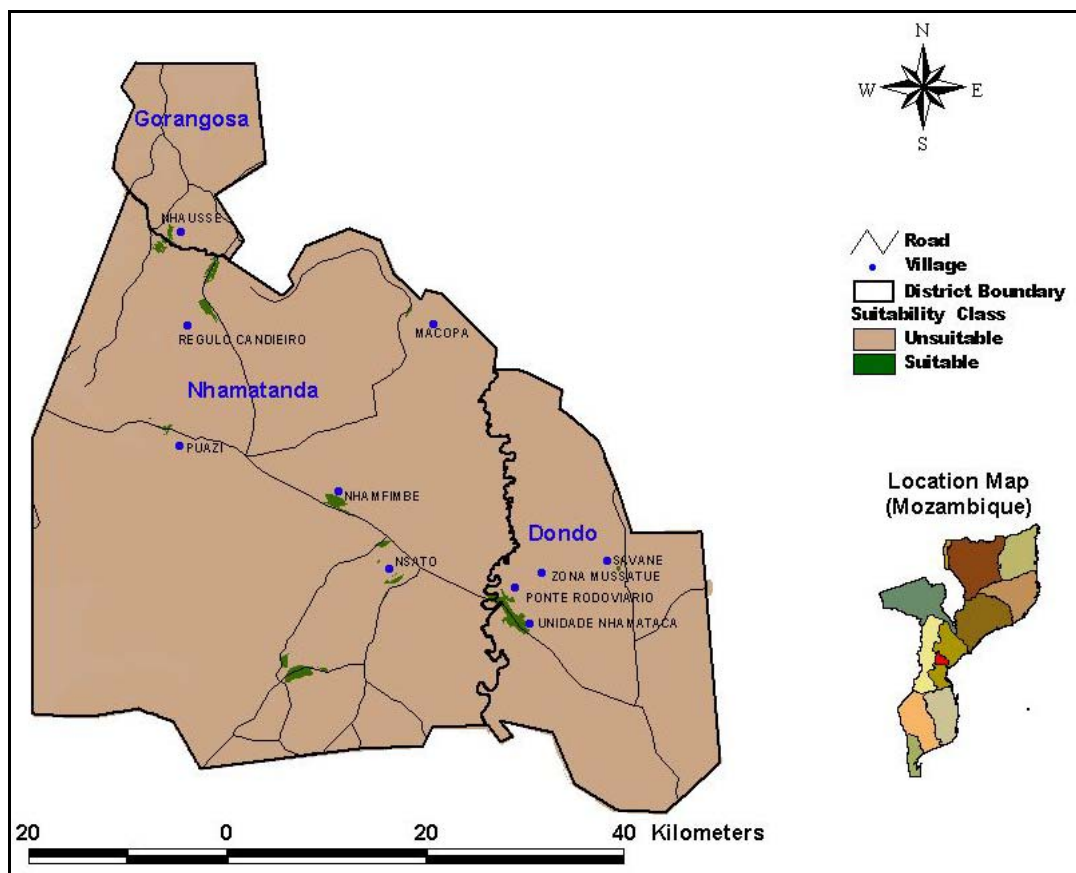 N
W E
S
Gorangosa
NHAUSSE
REGULO CANDIEIRO
MACOPA
Nhamatanda
PUAZI
NHAMFIMBE
Dondo
NSATO
SAVANE
ZONA MUSSATUE
PONTE RODOVIARIO
UNIDADE NHAMATACA
Road
Village
District Boundary
Suitability Class
Unsuitable
Suitable
Location Map
(Mozambique)
20 0 20 40 Kilometers